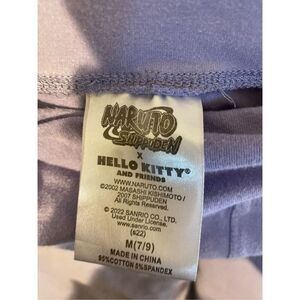 NARUTO
SHIPPUDEN
X
HELLO KITTY®
AND FRIENDS
WWW.NARUTO.COM
©2002 MASASHI KISHIMOTO /
2007 SHIPPUDEN
All Rights Reserved.
© 2022 SANRIO CO., LTD.
Used Under License.
www.sanrio.com
(s22)
M(7/9)
MADE IN CHINA
95%COTTON 5%SPANDEX